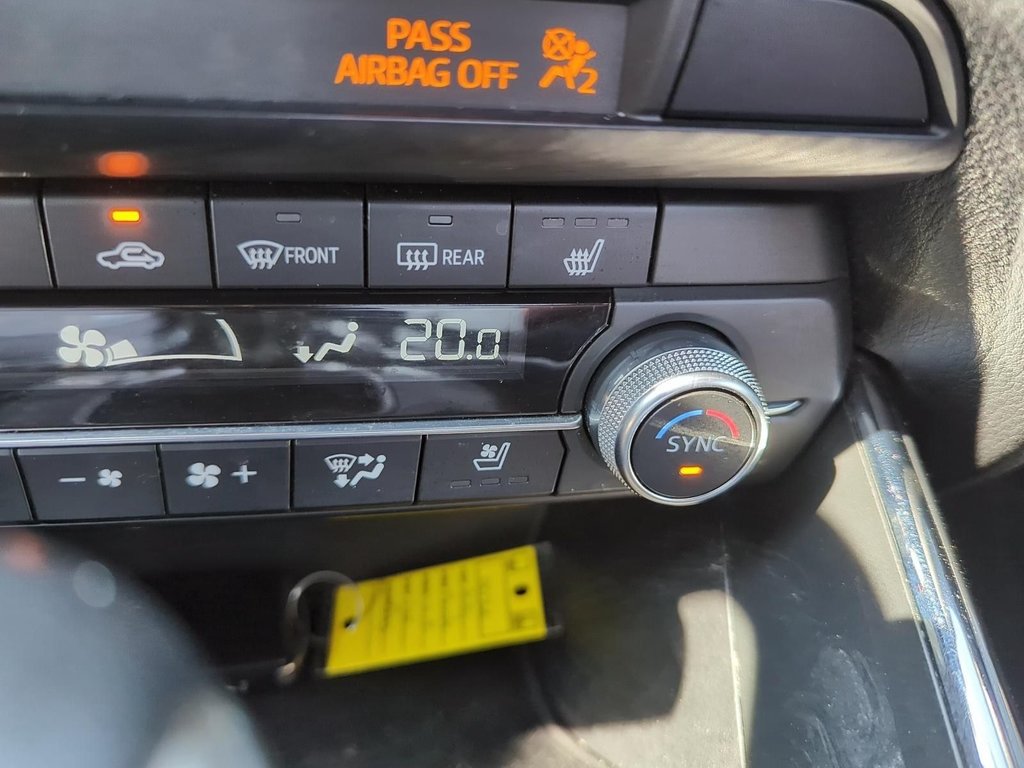 PASS
AIRBAG OFF 2
FRONT
REAR
20.0
SYNC
- +